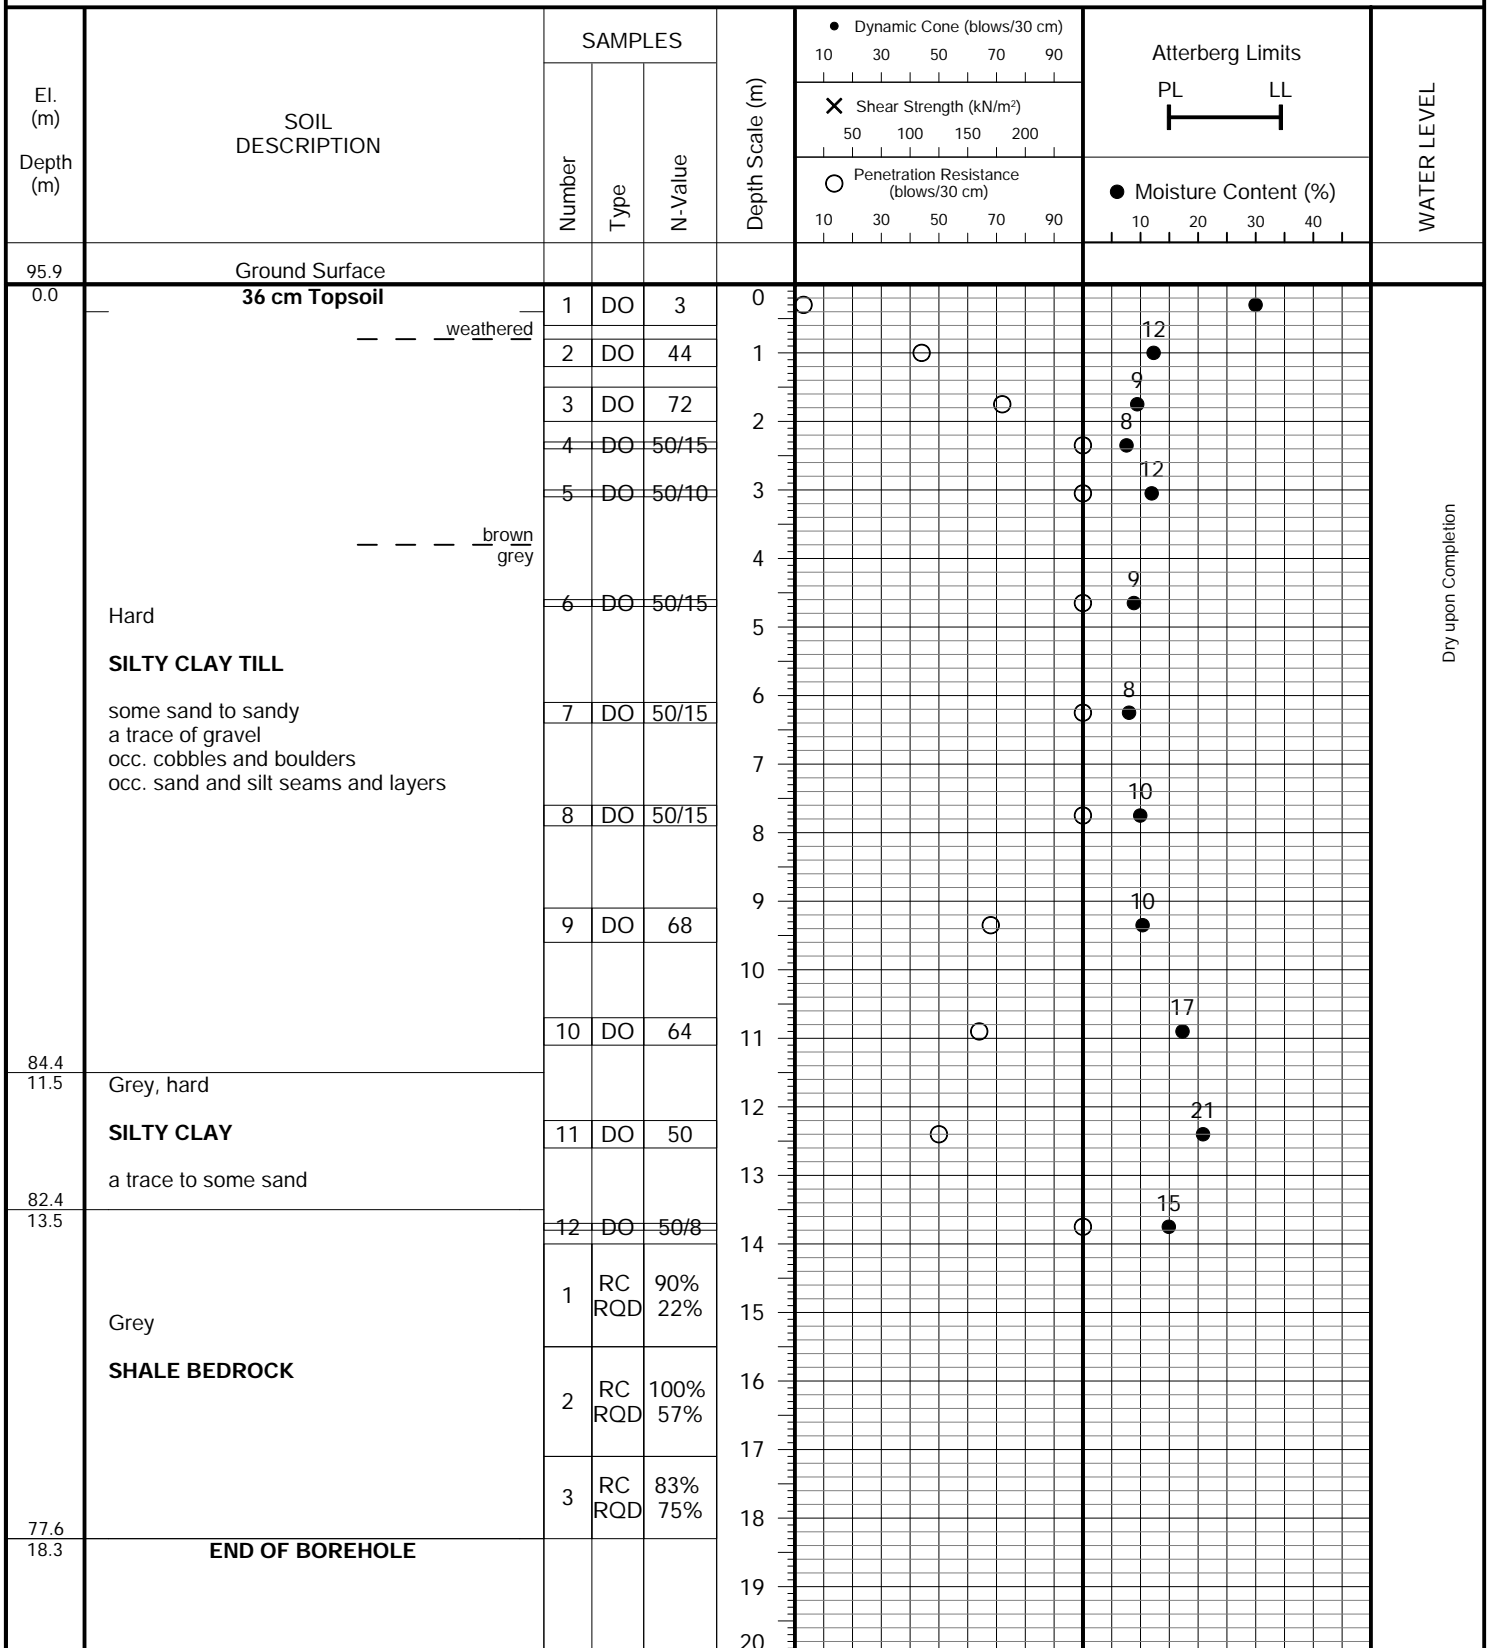 El.
(m)
Depth
(m)
SOIL
DESCRIPTION
SAMPLES
Number
Type
N-Value
Depth Scale (m)
Dynamic Cone (blows/30 cm)
10 30 50 70 90
Shear Strength (kN/m²)
50 100 150 200
Penetration Resistance
(blows/30 cm)
10 30 50 70 90
Atterberg Limits
PL LL
Moisture Content (%)
10 20 30 40
WATER LEVEL
95.9 Ground Surface
0.0 36 cm Topsoil
1 DO 3
0
weathered
12
2 DO 44
1
9
3 DO 72
2
8
4 DO 50/15
12
5 DO 50/10
3
brown
grey
4
9
6 DO 50/15
Hard
5
SILTY CLAY TILL
8
6
some sand to sandy
7 DO 50/15
a trace of gravel
occ. cobbles and boulders
7
occ. sand and silt seams and layers
10
8 DO 50/15
8
9
10
9 DO 68
10
17
10 DO 64
11
84.4
11.5 Grey, hard
12
21
SILTY CLAY
11 DO 50
13
a trace to some sand
82.4
15
13.5
12 DO 50/8
14
1 RC 90%
RQD 22%
15
Grey
SHALE BEDROCK
16
2 RC 100%
RQD 57%
17
3 RC 83%
RQD 75%
18
77.6
18.3 END OF BOREHOLE
19
20
Dry upon Completion